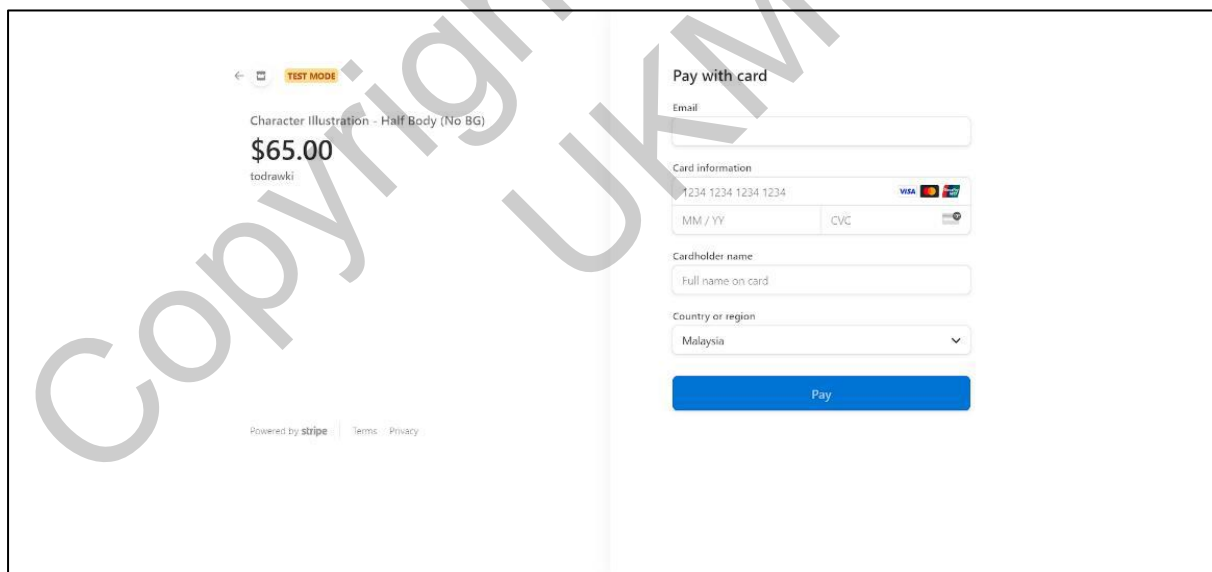 TEST MODE
Character Illustration - Half Body (No BG)
$65.00
todrawki
Powered by stripe
Terms Privacy
Pay with card
Email
Card information
1234 1234 1234 1234 VISA
MM / YY CVC
Cardholder name
Full name on card
Country or region
Malaysia
Pay
Copyright
UKM